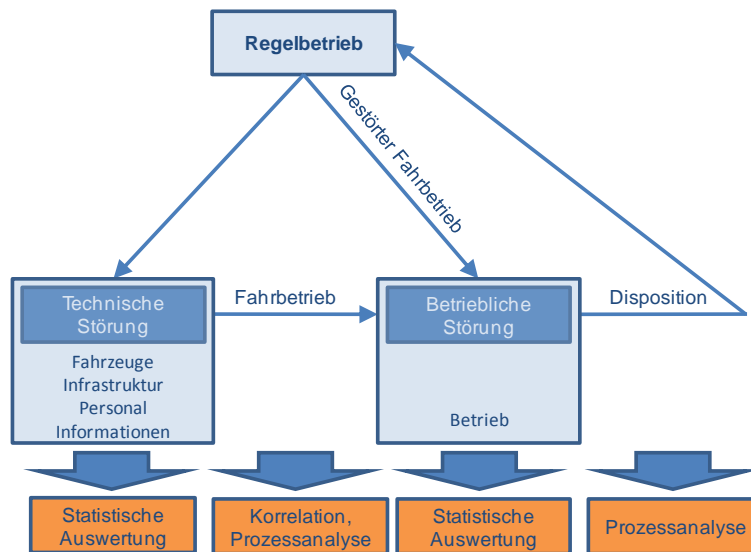 Regelbetrieb
Gestörter Fahrbetrieb
Technische
Störung
Fahrzeuge
Infrastruktur
Personal
Informationen
Fahrbetrieb
Betriebliche
Störung
Betrieb
Disposition
Statistische
Auswertung
Korrelation,
Prozessanalyse
Statistische
Auswertung
Prozessanalyse